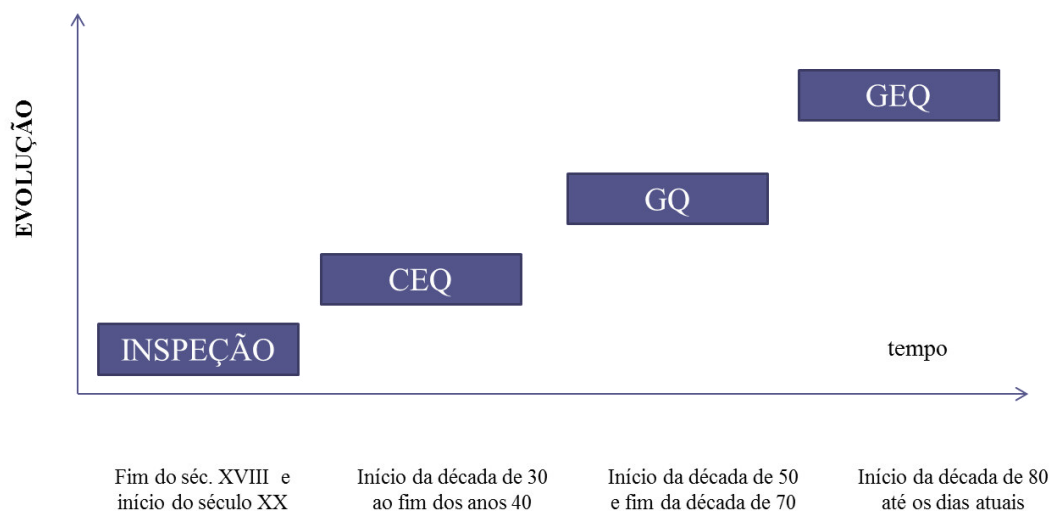 EVOLUÇÃO
GEQ
GQ
CEQ
INSPEÇÃO
tempo
Fim do séc. XVIII e
início do século XX
Início da década de 30
ao fim dos anos 40
Início da década de 50
e fim da década de 70
Início da década de 80
até os dias atuais